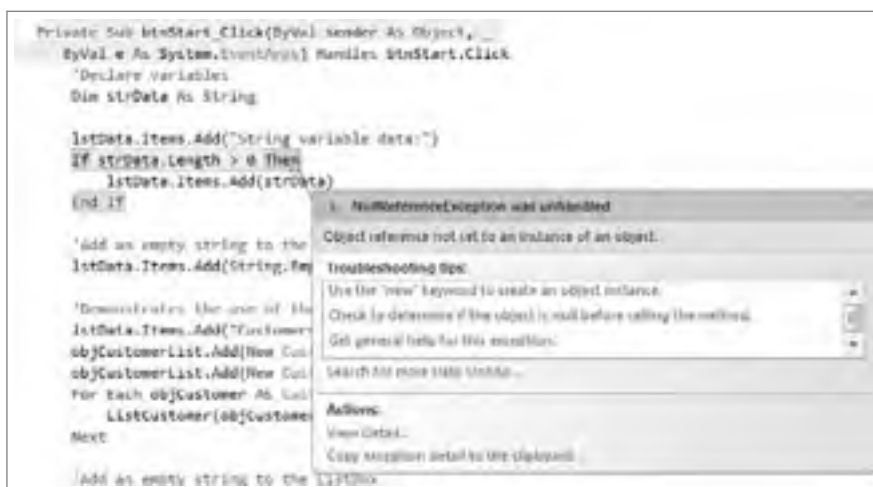 Private Sub btnStart_Click(ByVal sender As Object, _
ByVal e As System.EventArgs) Handles btnStart.Click
'Declare variables
Dim strData As String
lstData.Items.Add("String variable data:")
If strData.Length > 0 Then
lstData.Items.Add(strData)
End If
'Add an empty string to the
lstData.Items.Add(String.Emp
'Demonstrates the use of the
lstData.Items.Add("Customer
objCustomerList.Add(New Cus
objCustomerList.Add(New Cus
For Each objCustomer As Cus
ListCustomer(objCustomer
Next
'Add an empty string to the ListBox
NullReferenceException was unhandled
Object reference not set to an instance of an object.
Troubleshooting tips:
Use the "new" keyword to create an object instance.
Check to determine if the object is null before calling the method.
Get general help for this exception.
Search for more Help Online...
Actions:
View Detail...
Copy exception detail to the clipboard